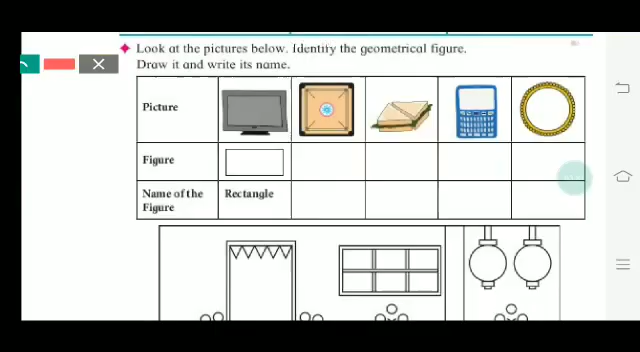 Look at the pictures below. Identify the geometrical figure.
Draw it and write its name.
Picture
Figure
Name of the Figure
Rectangle